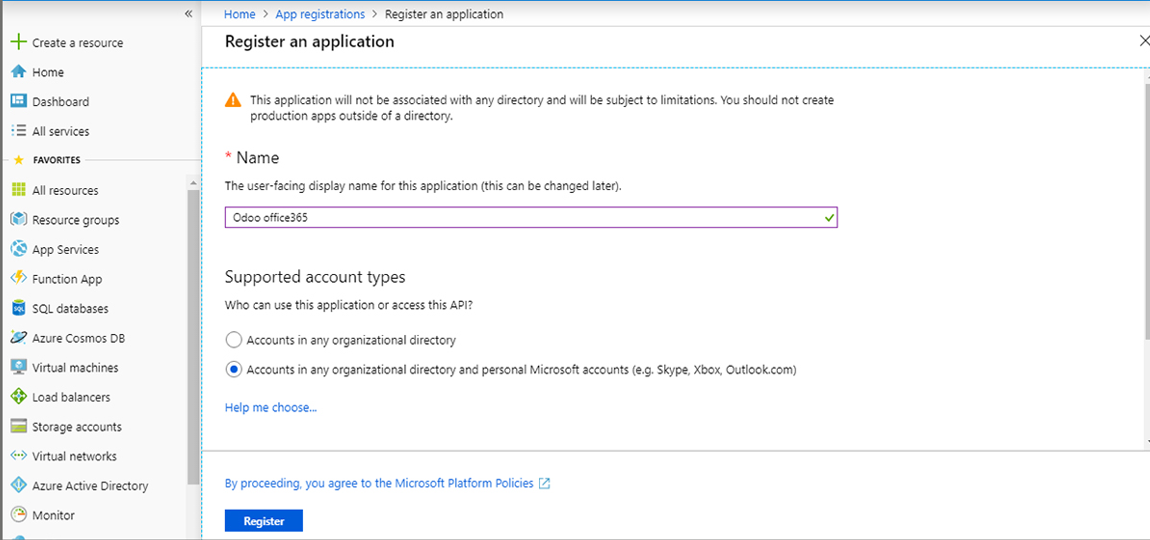 «
Create a resource
Home
Dashboard
All services
FAVORITES
All resources
Resource groups
App Services
Function App
SQL databases
Azure Cosmos DB
Virtual machines
Load balancers
Storage accounts
Virtual networks
Azure Active Directory
Monitor
Home > App registrations > Register an application
Register an application
This application will not be associated with any directory and will be subject to limitations. You should not create
production apps outside of a directory.
* Name
The user-facing display name for this application (this can be changed later).
Odoo office365
Supported account types
Who can use this application or access this API?
Accounts in any organizational directory
Accounts in any organizational directory and personal Microsoft accounts (e.g. Skype, Xbox, Outlook.com)
Help me choose...
By proceeding, you agree to the Microsoft Platform Policies
Register